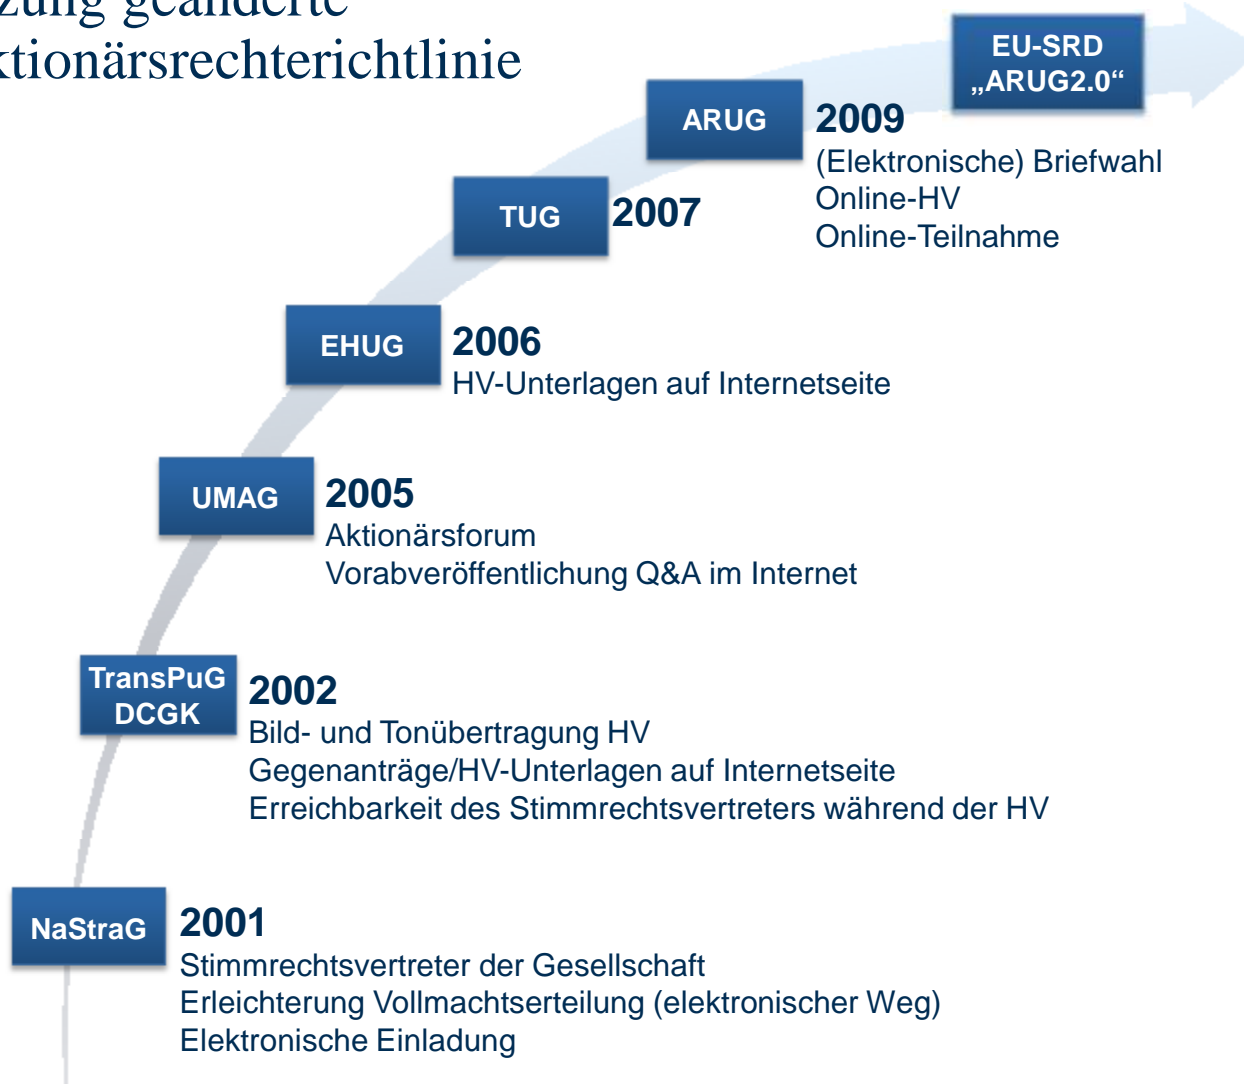 geänderte
EU-SRD
„ARUG2.0“
ARUG
2009
(Elektronische) Briefwahl
Online-HV
Online-Teilnahme
TUG
2007
EHUG
2006
HV-Unterlagen auf Internetseite
UMAG
2005
Aktionärsforum
Vorabveröffentlichung Q&A im Internet
TransPuG
DCGK
2002
Bild- und Tonübertragung HV
Gegenanträge/HV-Unterlagen auf Internetseite
Erreichbarkeit des Stimmrechtsvertreters während der HV
NaStraG
2001
Stimmrechtsvertreter der Gesellschaft
Erleichterung Vollmachtserteilung (elektronischer Weg)
Elektronische Einladung